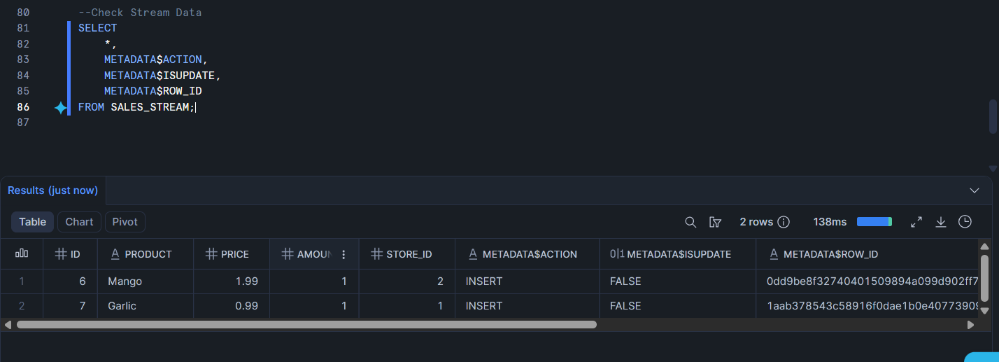 80 --Check Stream Data
81 SELECT
82 *,
83 METADATA$ACTION,
84 METADATA$ISUPDATE,
85 METADATA$ROW_ID
86 FROM SALES_STREAM;
87
Results (just now)
Table Chart Pivot 2 rows 138ms
ID PRODUCT PRICE AMOUN STORE_ID METADATA$ACTION METADATA$ISUPDATE METADATA$ROW_ID
1 6 Mango 1.99 1 2 INSERT FALSE 0dd9be8f32740401509894a099d902ff7
2 7 Garlic 0.99 1 1 INSERT FALSE 1aab378543c58916f0dae1b0e40773909